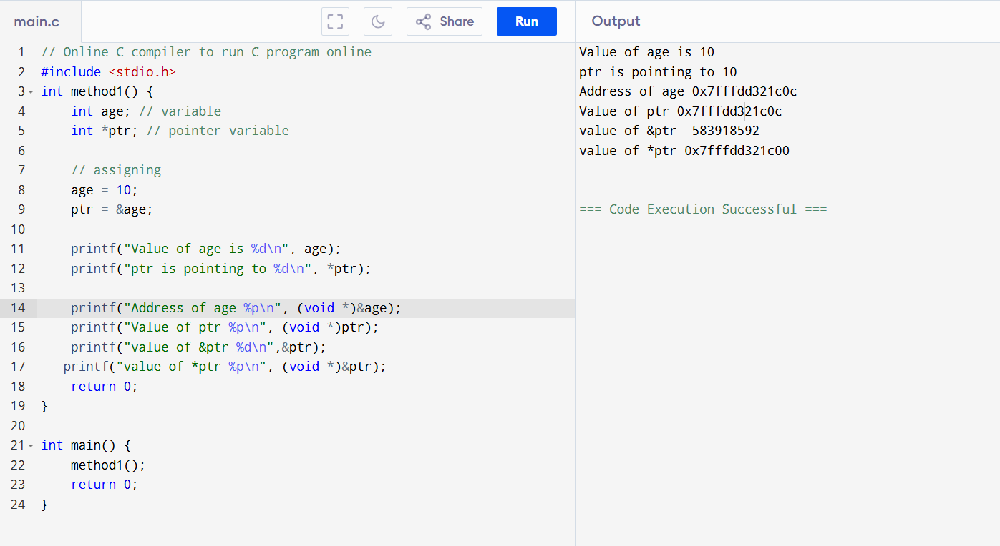 main.c
Share
Run
Output
1 // Online C compiler to run C program online
2 #include <stdio.h>
3 int method1() {
4     int age; // variable
5     int *ptr; // pointer variable
6
7     // assigning
8     age = 10;
9     ptr = &age;
10
11     printf("Value of age is %d\n", age);
12     printf("ptr is pointing to %d\n", *ptr);
13
14     printf("Address of age %p\n", (void *)&age);
15     printf("Value of ptr %p\n", (void *)ptr);
16     printf("value of &ptr %d\n",&ptr);
17    printf("value of *ptr %p\n", (void *)&ptr);
18     return 0;
19 }
20
21 int main() {
22     method1();
23     return 0;
24 }
Value of age is 10
ptr is pointing to 10
Address of age 0x7fffdd321c0c
Value of ptr 0x7fffdd321c0c
value of &ptr -583918592
value of *ptr 0x7fffdd321c00
=== Code Execution Successful ===